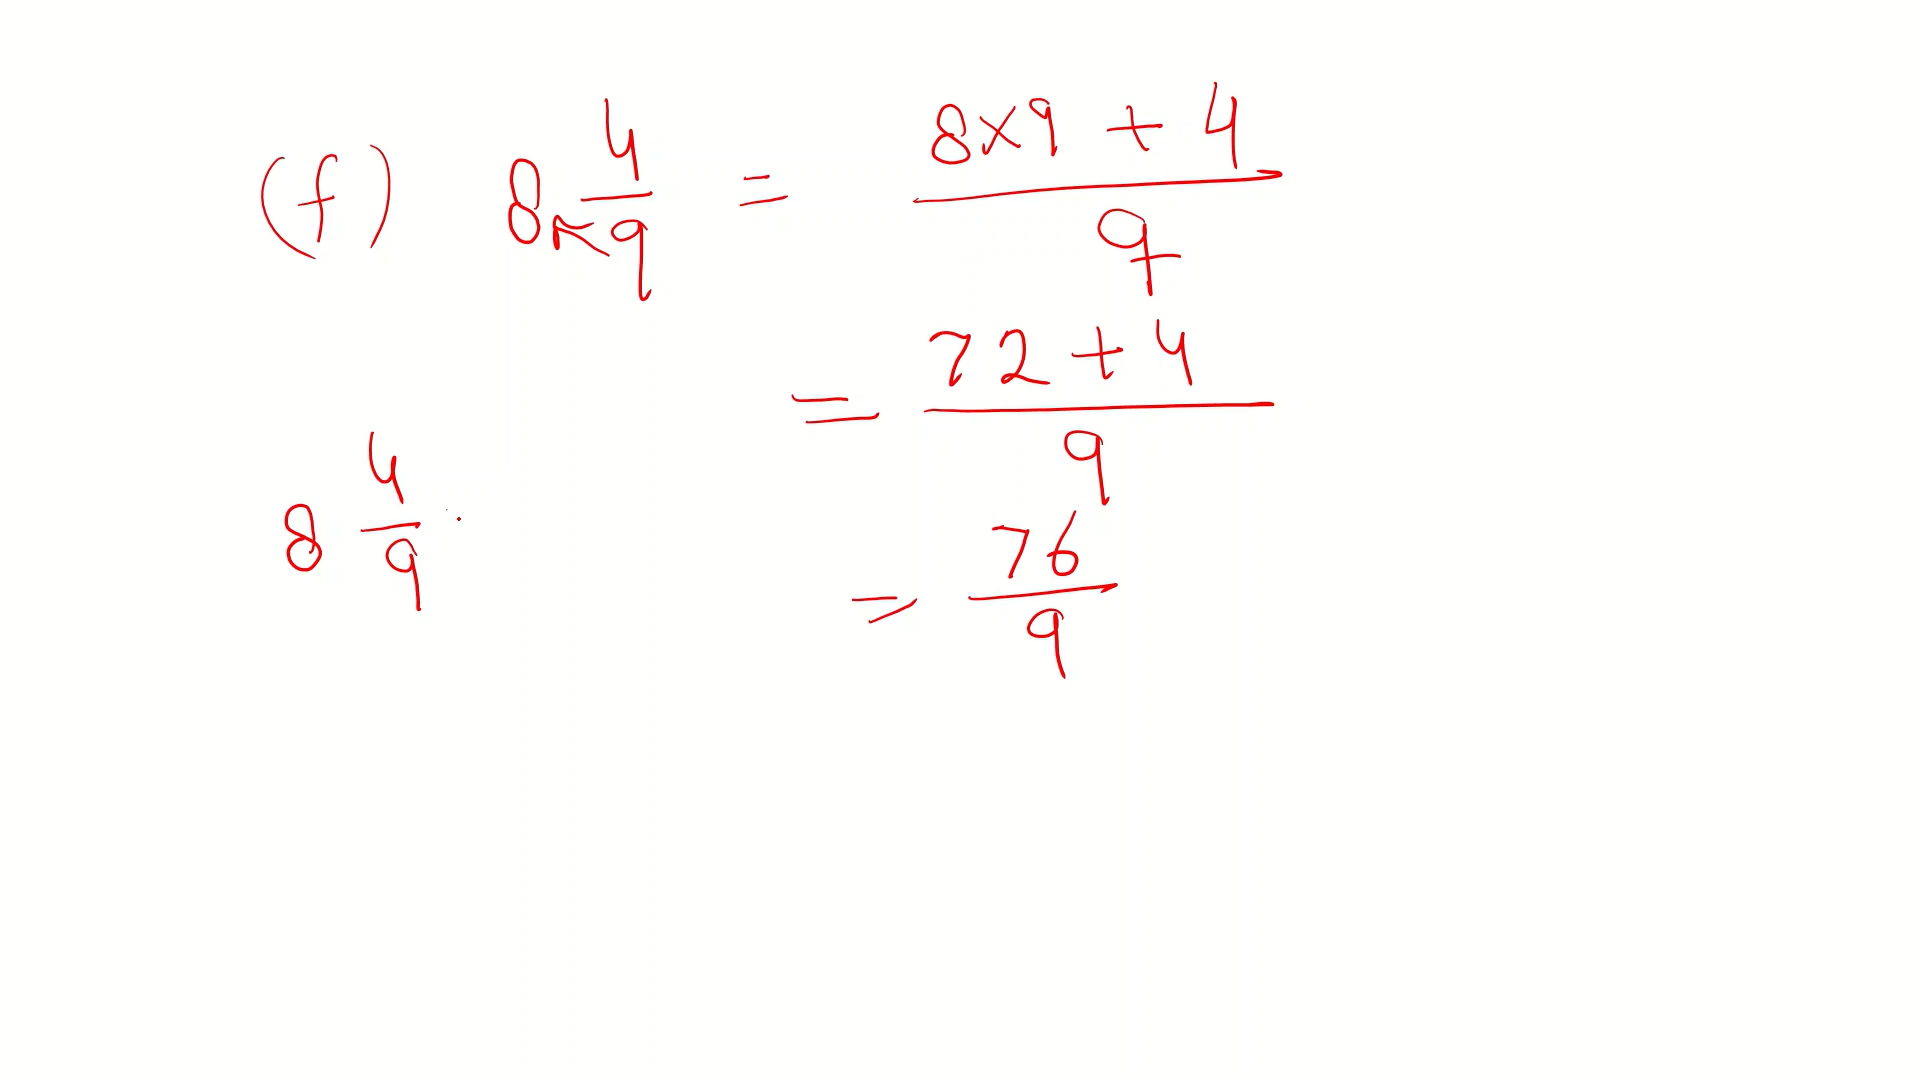 (f) 8 4/9 = (8×9 + 4)/9
= (72 + 4)/9
8 4/9
= 76/9